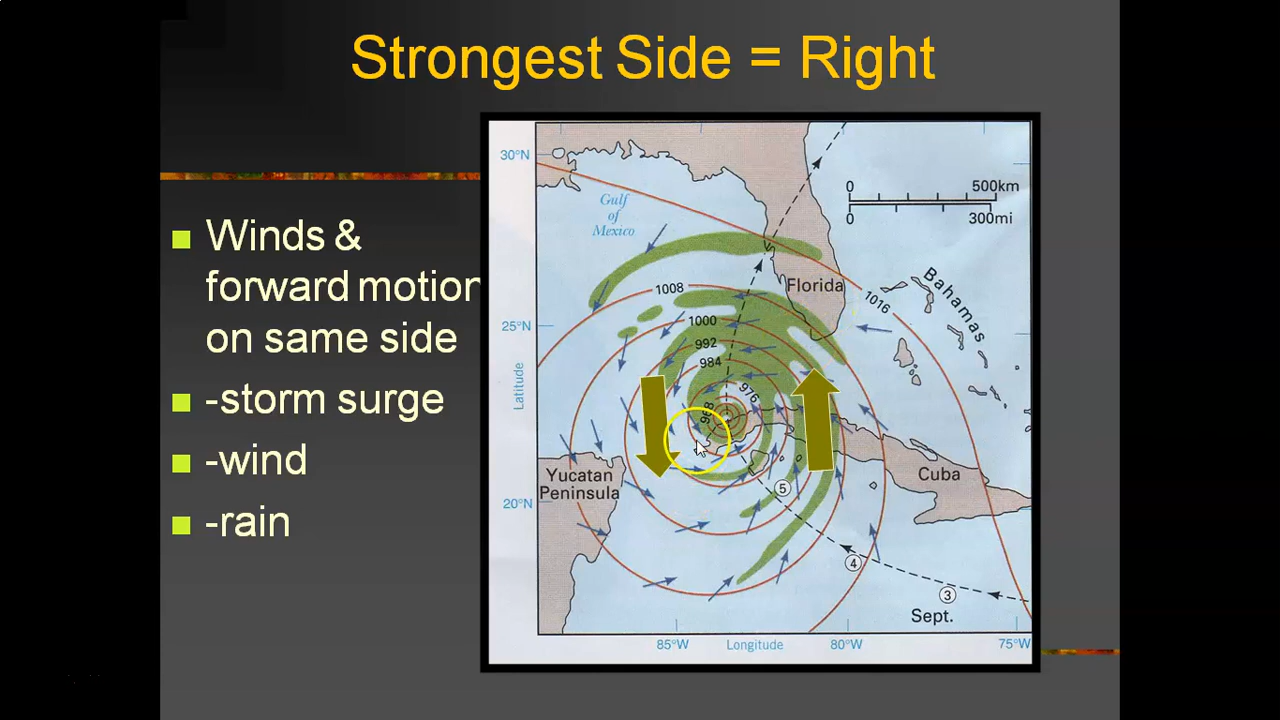 Strongest Side = Right
Winds &
forward motion
on same side
-storm surge
-wind
-rain
30°N
25°N
20°N
Latitude
Gulf
of
Mexico
0 500km
0 300mi
Florida
Bahamas
1016
1008
1000
992
984
976
968
Yucatan
Peninsula
Cuba
5
4
3
Sept.
85°W Longitude 80°W 75°W